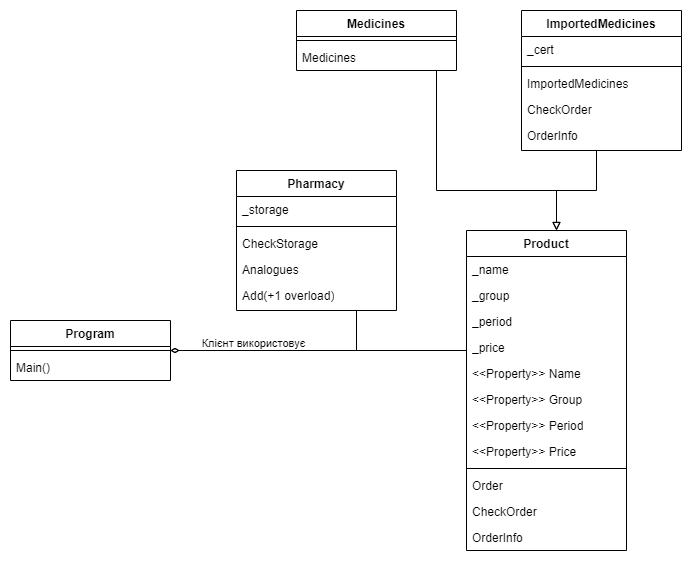 Medicines
Medicines
ImportedMedicines
_cert
ImportedMedicines
CheckOrder
OrderInfo
Pharmacy
_storage
CheckStorage
Analogues
Add(+1 overload)
Program
Main()
Клієнт використовує
Product
_name
_group
_period
_price
<<Property>> Name
<<Property>> Group
<<Property>> Period
<<Property>> Price
Order
CheckOrder
OrderInfo